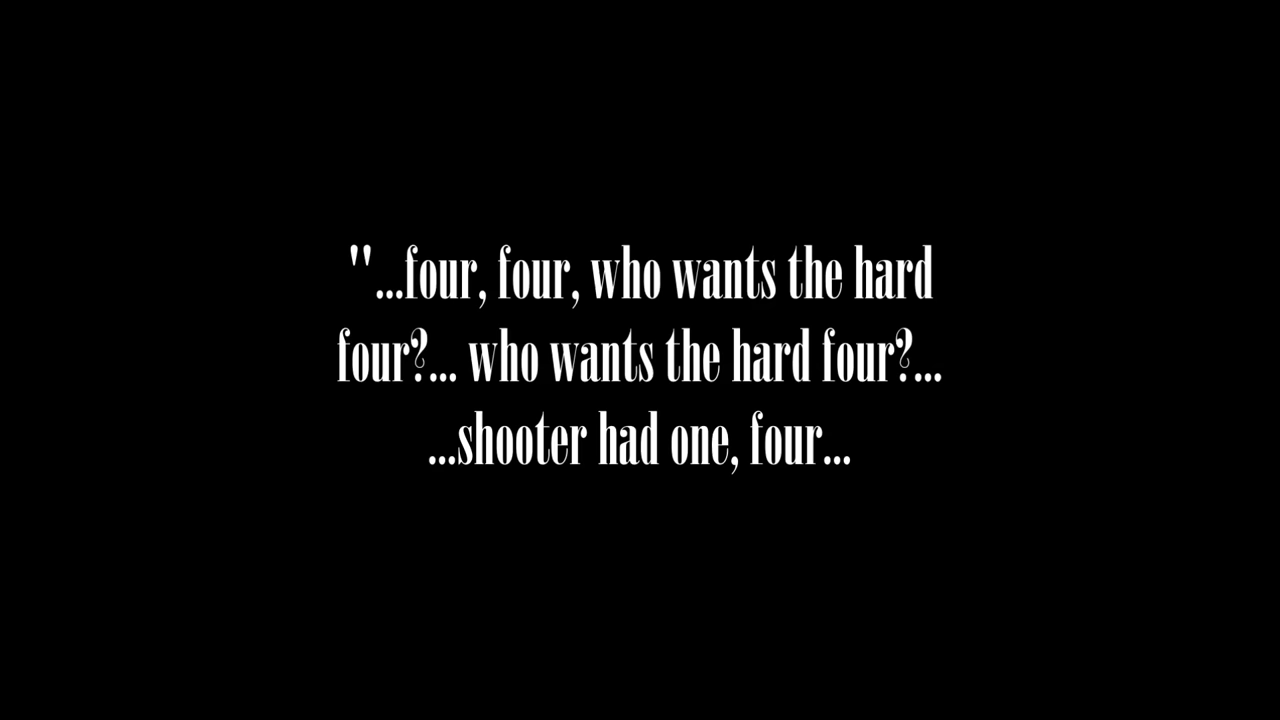 "...four, four, who wants the hard
four?... who wants the hard four?...
...shooter had one, four...